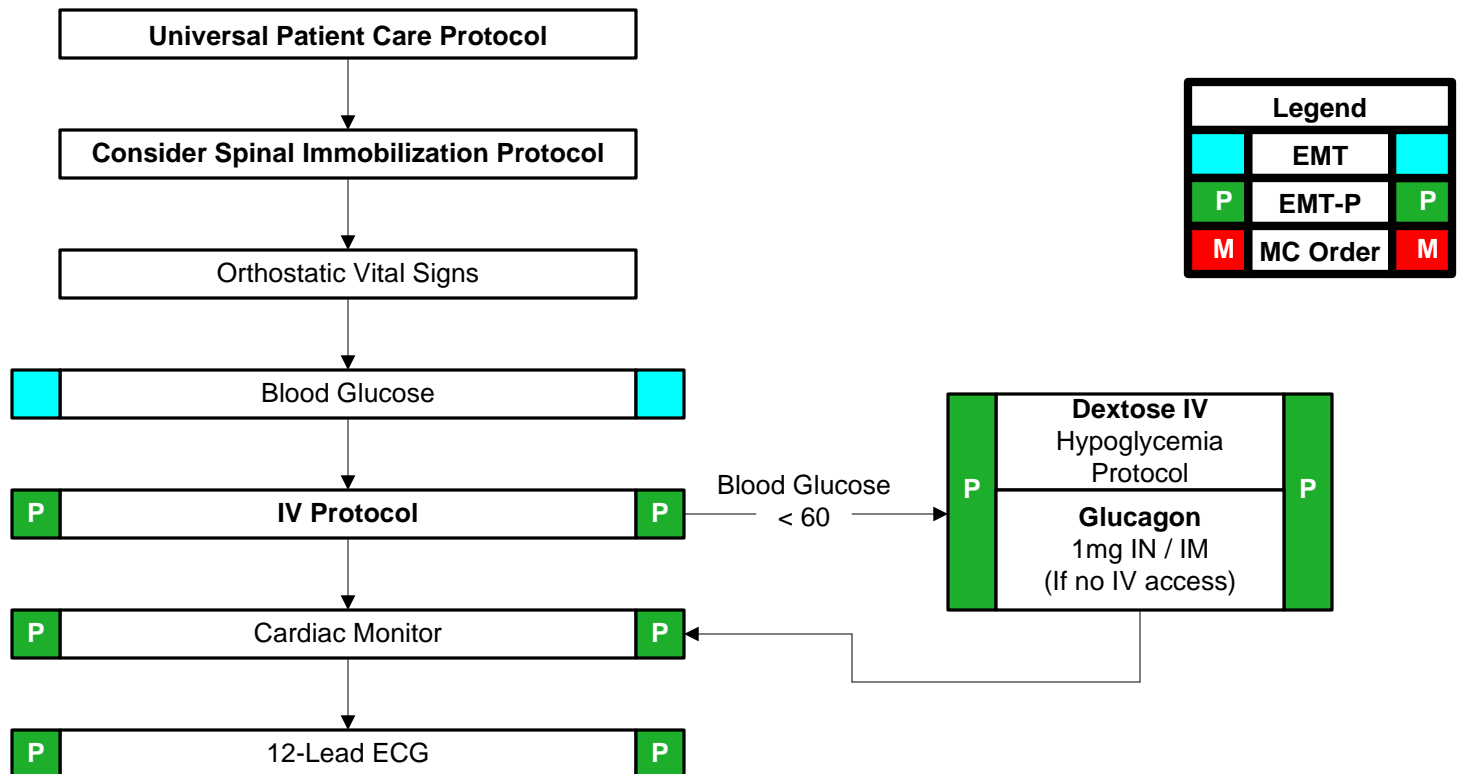 Universal Patient Care Protocol
Consider Spinal Immobilization Protocol
Orthostatic Vital Signs
Blood Glucose
P IV Protocol P
Blood Glucose
< 60
P Cardiac Monitor P
P 12-Lead ECG P
Legend
EMT
P EMT-P P
M MC Order M
Dextose IV
Hypoglycemia
Protocol
P P
Glucagon
1mg IN / IM
(If no IV access)